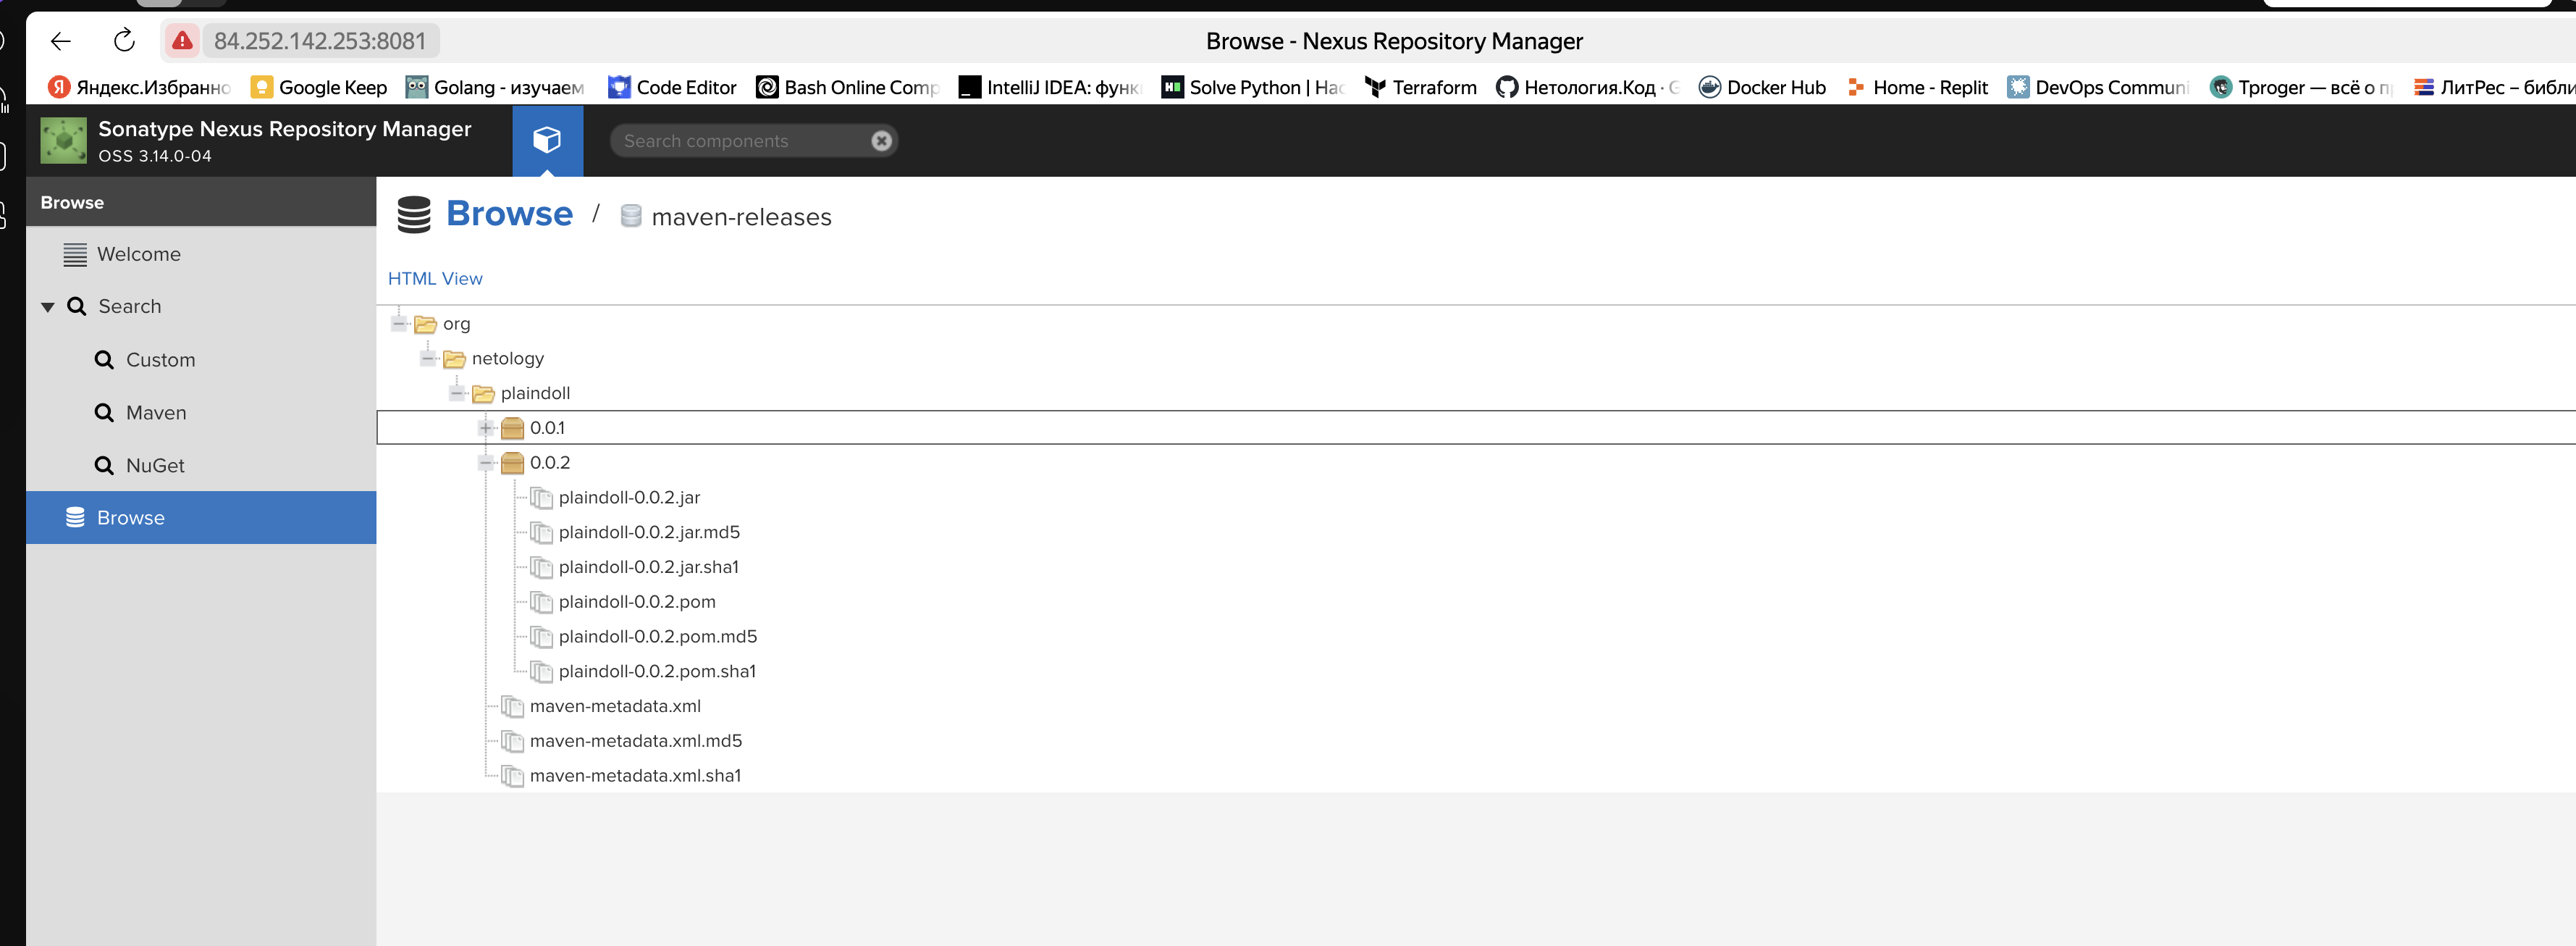 84.252.142.253:8081
Browse - Nexus Repository Manager
Яндекс.Избранно
Google Keep
Golang - изучаем
Code Editor
Bash Online Comp
IntelliJ IDEA: функ
Solve Python | Hac
Terraform
Нетология.Код · G
Docker Hub
Home - Replit
DevOps Communi
Tproger — всё о п
ЛитРес – библи
Sonatype Nexus Repository Manager
OSS 3.14.0-04
Search components
Browse
Welcome
Search
Custom
Maven
NuGet
Browse
Browse / maven-releases
HTML View
org
netology
plaindoll
0.0.1
0.0.2
plaindoll-0.0.2.jar
plaindoll-0.0.2.jar.md5
plaindoll-0.0.2.jar.sha1
plaindoll-0.0.2.pom
plaindoll-0.0.2.pom.md5
plaindoll-0.0.2.pom.sha1
maven-metadata.xml
maven-metadata.xml.md5
maven-metadata.xml.sha1